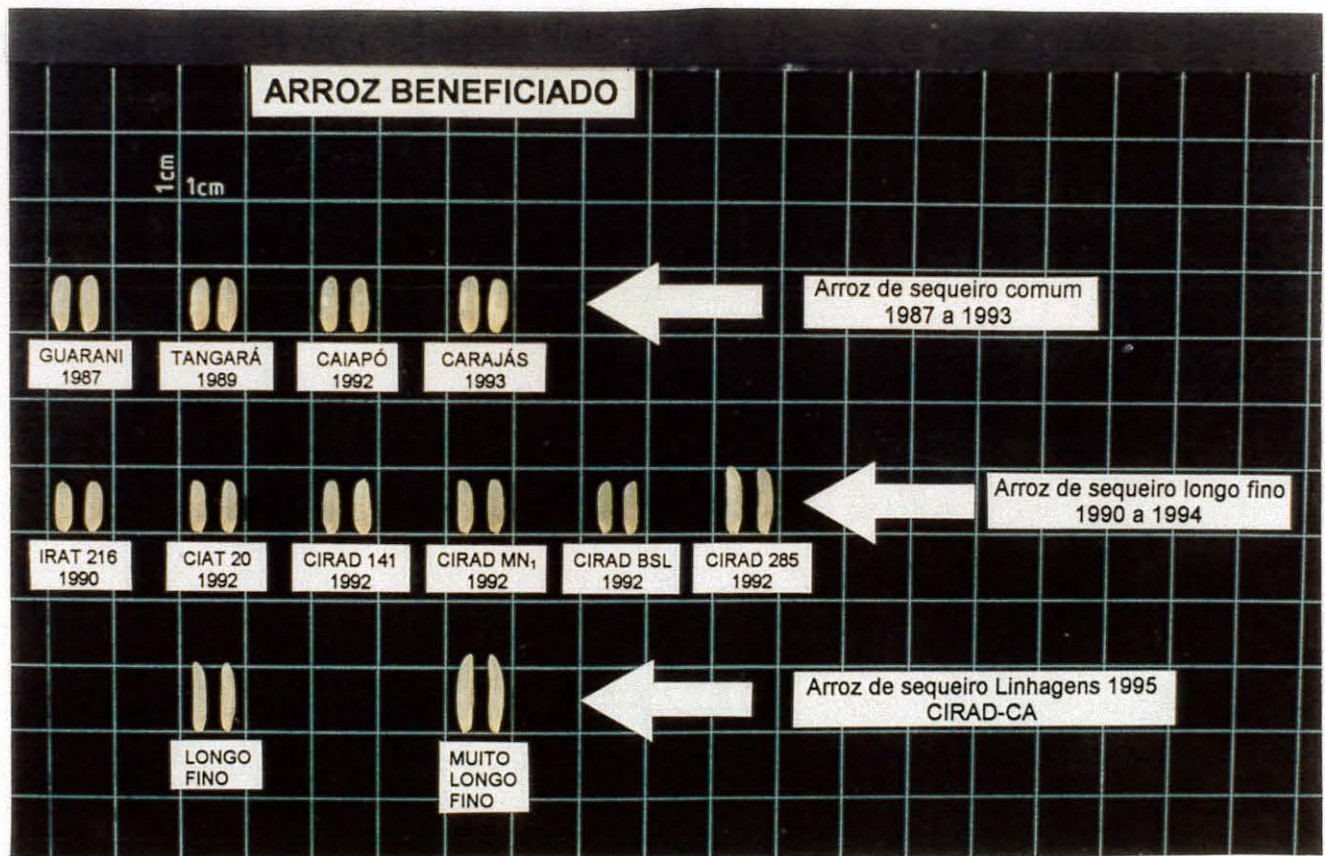 ARROZ BENEFICIADO
1cm
1cm
Arroz de sequeiro comum
1987 a 1993
GUARANI
1987
TANGARÁ
1989
CAIAPÓ
1992
CARAJÁS
1993
Arroz de sequeiro longo fino
1990 a 1994
IRAT 216
1990
CIAT 20
1992
CIRAD 141
1992
CIRAD MN₁
1992
CIRAD BSL
1992
CIRAD 285
1992
Arroz de sequeiro Linhagens 1995
CIRAD-CA
LONGO
FINO
MUITO
LONGO
FINO